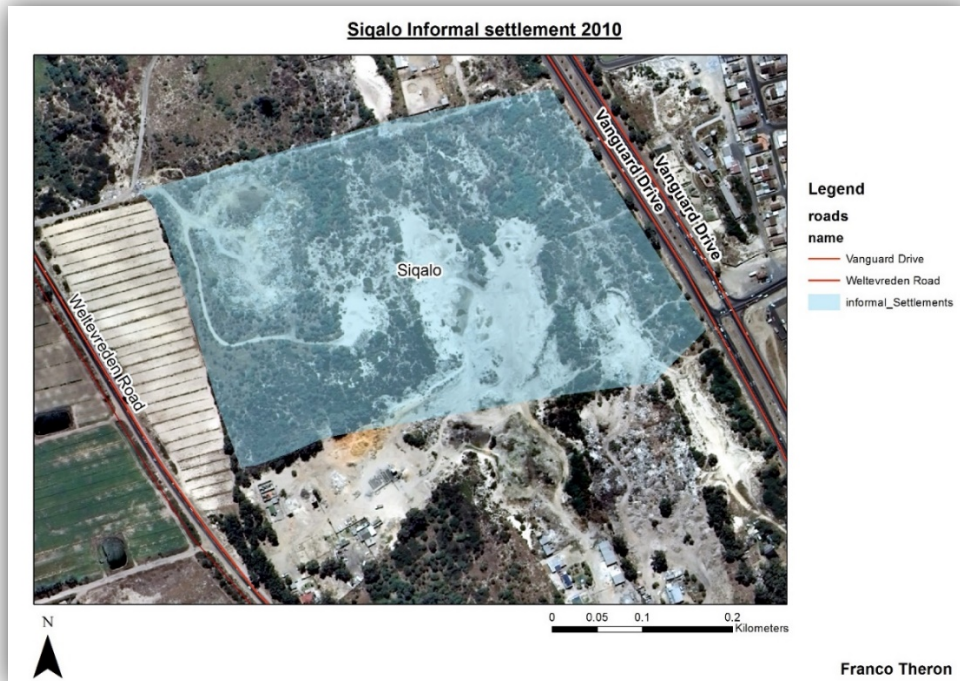 Siqalo Informal settlement 2010
Vanguard Drive
Vanguard Drive
Siqalo
Weltevreden Road
Legend
roads
name
Vanguard Drive
Weltevreden Road
informal_Settlements
0 0.05 0.1 0.2
Kilometers
N
Franco Theron